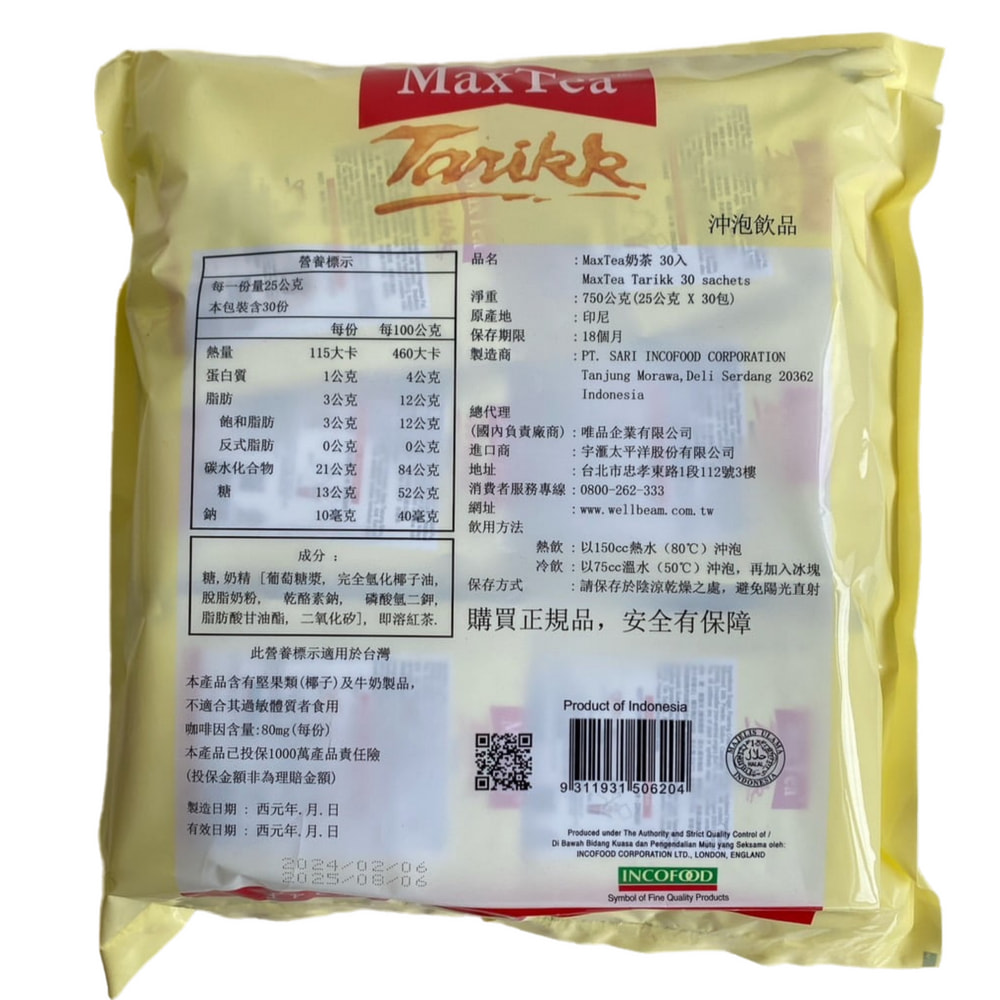 MaxTea
Tarikk
沖泡飲品
營養標示
每一份量25公克
本包裝含30份
每份 每100公克
熱量 115大卡 460大卡
蛋白質 1公克 4公克
脂肪 3公克 12公克
飽和脂肪 3公克 12公克
反式脂肪 0公克 0公克
碳水化合物 21公克 84公克
糖 13公克 52公克
鈉 10毫克 40毫克
成分 :
糖,奶精 [葡萄糖漿, 完全氫化椰子油,
脫脂奶粉, 乾酪素鈉, 磷酸氫二鉀,
脂肪酸甘油酯, 二氧化矽], 即溶紅茶.
此營養標示適用於台灣
本產品含有堅果類(椰子)及牛奶製品,
不適合其過敏體質者食用
咖啡因含量:80mg(每份)
本產品已投保1000萬產品責任險
(投保金額非為理賠金額)
製造日期 : 西元年.月.日
有效日期 : 西元年.月.日
2024/02/06
2025/08/06
品名 : MaxTea奶茶 30入
MaxTea Tarikk 30 sachets
淨重 : 750公克(25公克 X 30包)
原產地 : 印尼
保存期限 : 18個月
製造商 : PT. SARI INCOFOOD CORPORATION
Tanjung Morawa,Deli Serdang 20362
Indonesia
總代理
(國內負責廠商) : 唯品企業有限公司
進口商 : 宇滙太平洋股份有限公司
地址 : 台北市忠孝東路1段112號3樓
消費者服務專線 : 0800-262-333
網址 : www.wellbeam.com.tw
飲用方法
熱飲 : 以150cc熱水 (80℃) 沖泡
冷飲 : 以75cc溫水 (50℃) 沖泡, 再加入冰塊
保存方式 : 請保存於陰涼乾燥之處, 避免陽光直射
購買正規品, 安全有保障
Product of Indonesia
9 311931 506204
MAJELIS ULAMA
HALAL
INDONESIA
Produced under The Authority and Strict Quality Control of /
Di Bawah Bidang Kuasa dan Pengendalian Mutu yang Seksama oleh:
INCOFOOD CORPORATION LTD., LONDON, ENGLAND
INCOFOOD
Symbol of Fine Quality Products